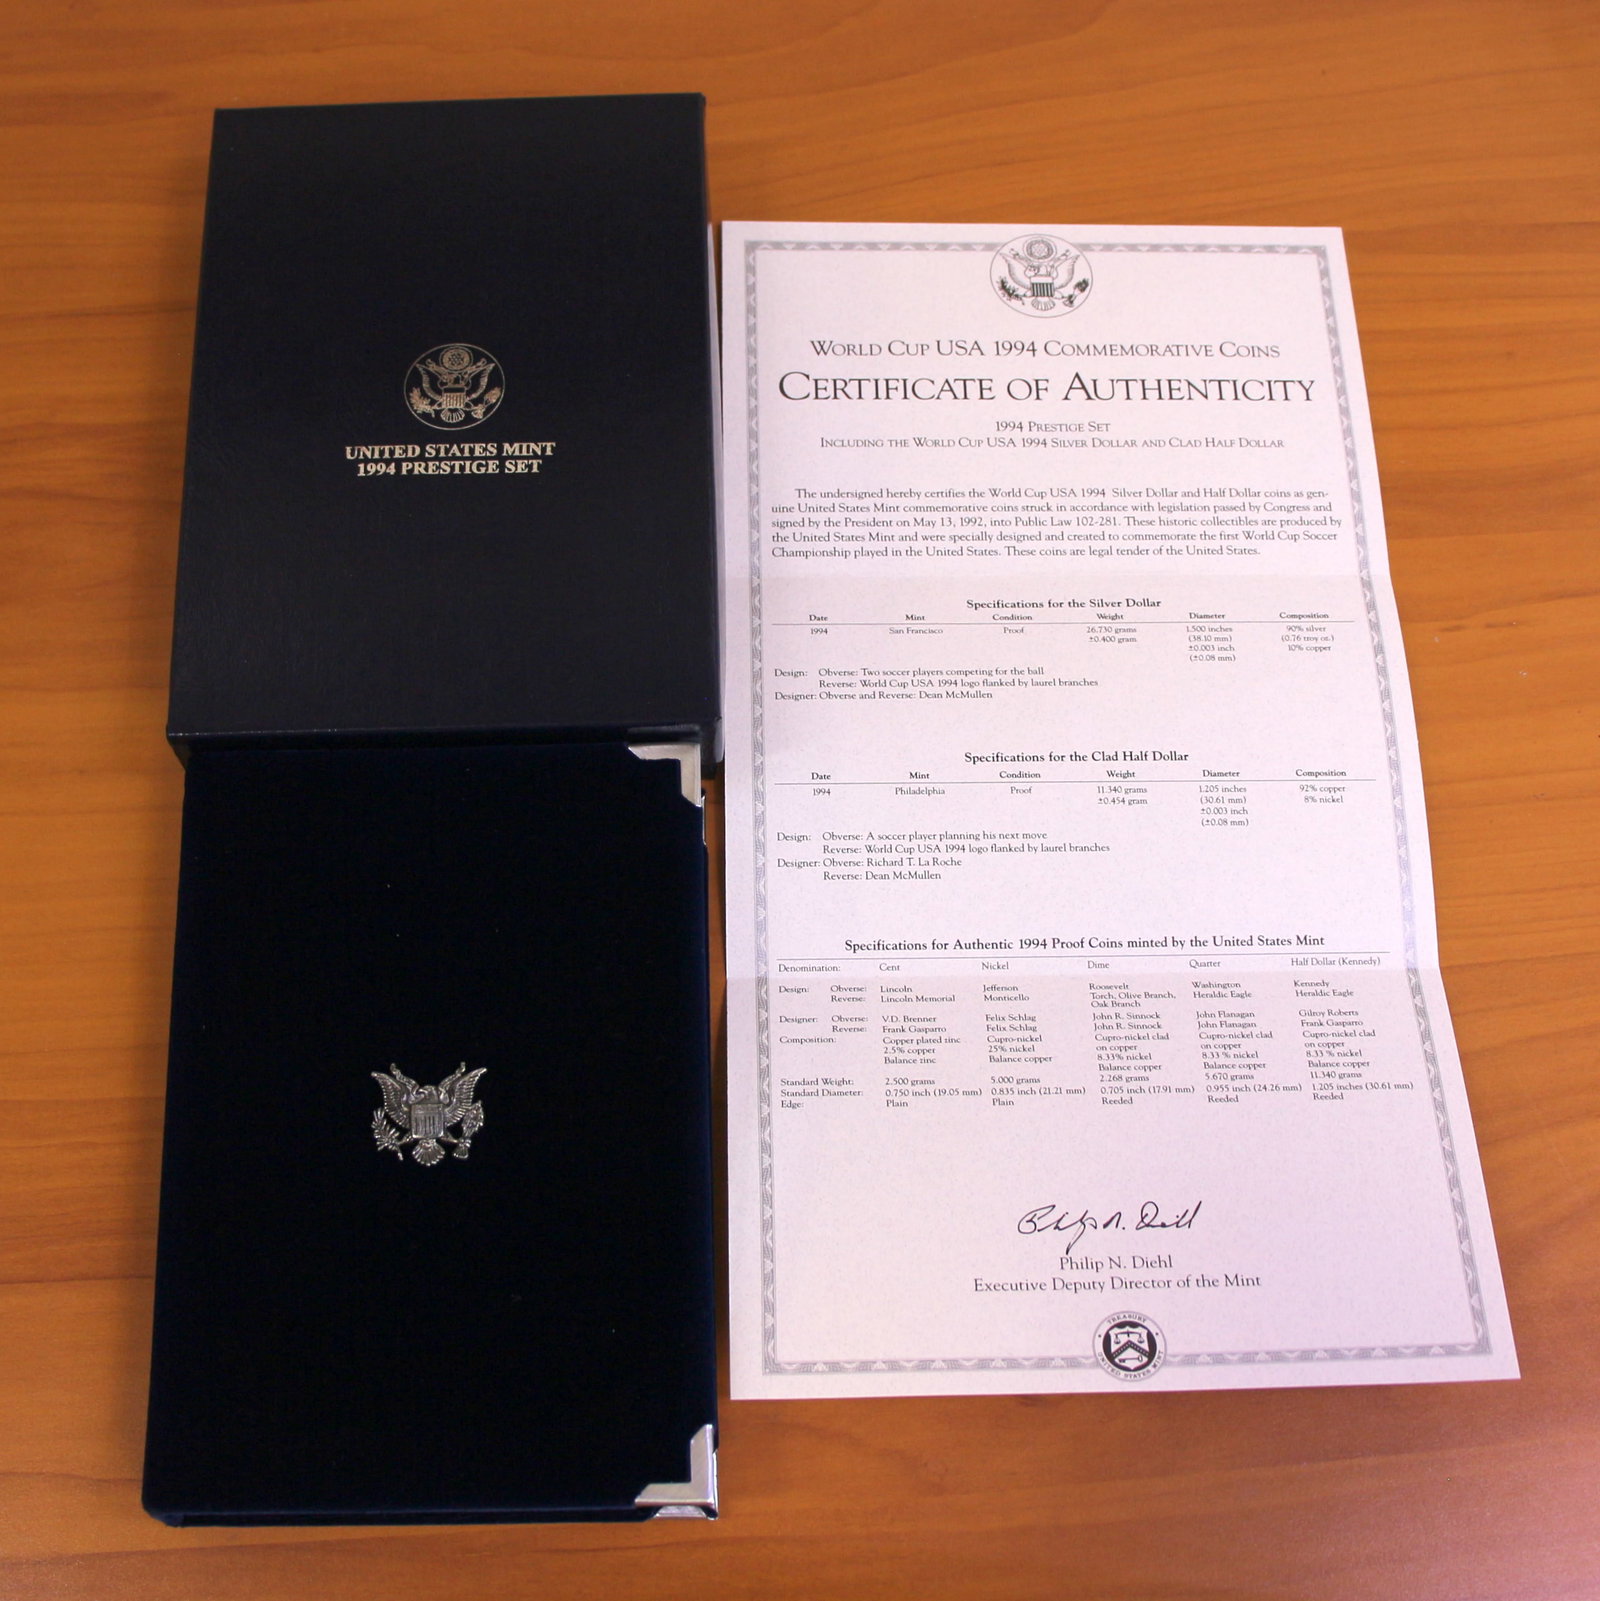 UNITED STATES MINT
1994 PRESTIGE SET
WORLD CUP USA 1994 COMMEMORATIVE COINS
CERTIFICATE OF AUTHENTICITY
1994 PRESTIGE SET
INCLUDING THE WORLD CUP USA 1994 SILVER DOLLAR AND CLAD HALF DOLLAR
The undersigned hereby certifies the World Cup USA 1994 Silver Dollar and Half Dollar coins as gen-
uine United States Mint commemorative coins struck in accordance with legislation passed by Congress and
signed by the President on May 13, 1992, into Public Law 102-281. These historic collectibles are produced by
the United States Mint and were specially designed and created to commemorate the first World Cup Soccer
Championship played in the United States. These coins are legal tender of the United States.
Specifications for the Silver Dollar
Date Mint Condition Weight Diameter Composition
1994 San Francisco Proof 26.730 grams 1.500 inches 90% silver
±0.400 gram (38.10 mm) (0.76 troy oz.)
±0.003 inch 10% copper
(±0.08 mm)
Design: Obverse: Two soccer players competing for the ball
Reverse: World Cup USA 1994 logo flanked by laurel branches
Designer: Obverse and Reverse: Dean McMullen
Specifications for the Clad Half Dollar
Date Mint Condition Weight Diameter Composition
1994 Philadelphia Proof 11.340 grams 1.205 inches 92% copper
±0.454 gram (30.61 mm) 8% nickel
±0.003 inch
(±0.08 mm)
Design: Obverse: A soccer player planning his next move
Reverse: World Cup USA 1994 logo flanked by laurel branches
Designer: Obverse: Richard T. La Roche
Reverse: Dean McMullen
Specifications for Authentic 1994 Proof Coins minted by the United States Mint
Denomination: Cent Nickel Dime Quarter Half Dollar (Kennedy)
Design: Obverse: Lincoln Jefferson Roosevelt Washington Kennedy
Reverse: Lincoln Memorial Monticello Torch, Olive Branch, Heraldic Eagle Heraldic Eagle
Oak Branch
Designer: Obverse: V.D. Brenner Felix Schlag John R. Sinnock John Flanagan Gilroy Roberts
Reverse: Frank Gasparro Felix Schlag John R. Sinnock John Flanagan Frank Gasparro
Composition: Copper plated zinc Cupro-nickel Cupro-nickel clad Cupro-nickel clad Cupro-nickel clad
2.5% copper 25% nickel on copper on copper on copper
Balance zinc Balance copper 8.33% nickel 8.33 % nickel 8.33 % nickel
Balance copper Balance copper Balance copper
Standard Weight: 2.500 grams 5.000 grams 2.268 grams 5.670 grams 11.340 grams
Standard Diameter: 0.750 inch (19.05 mm) 0.835 inch (21.21 mm) 0.705 inch (17.91 mm) 0.955 inch (24.26 mm) 1.205 inches (30.61 mm)
Edge: Plain Plain Reeded Reeded Reeded
Philip N. Diehl
Philip N. Diehl
Executive Deputy Director of the Mint
TREASURY
UNITED STATES MINT